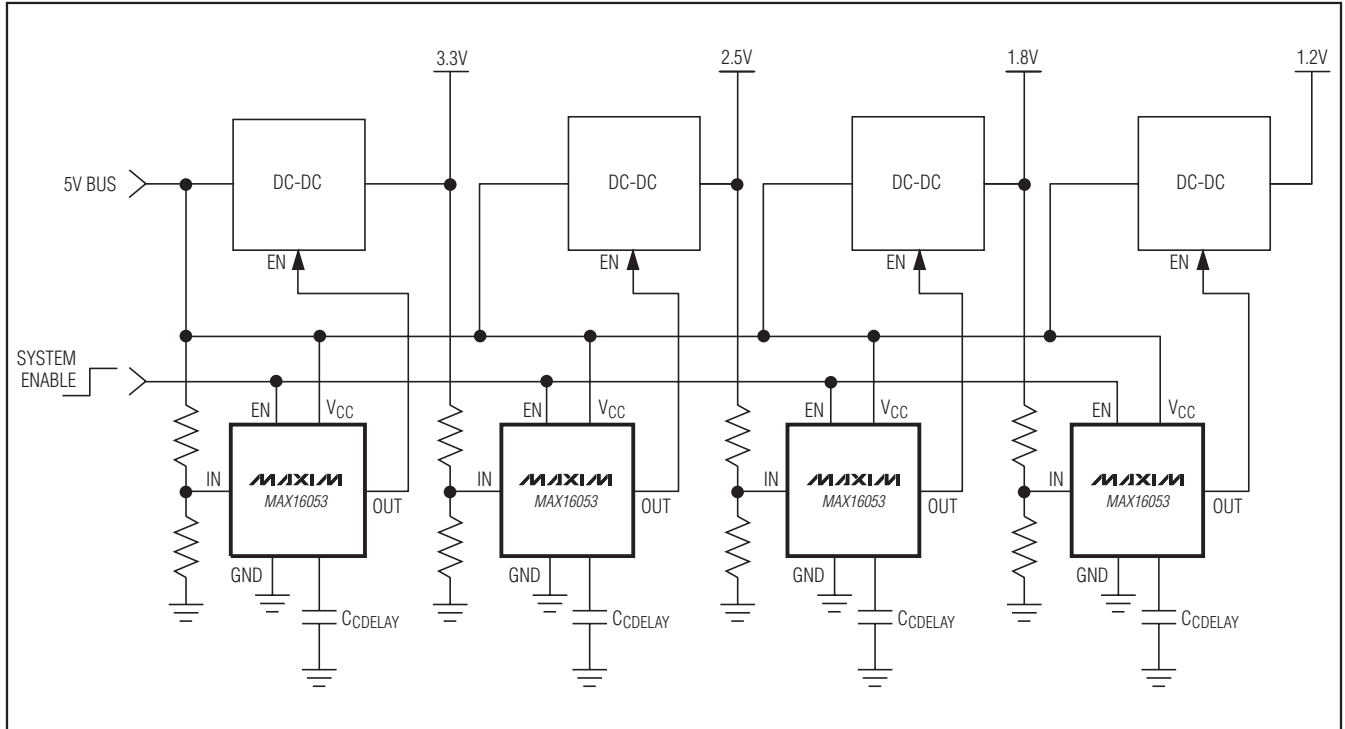 3.3V
2.5V
1.8V
1.2V
5V BUS
DC-DC
DC-DC
DC-DC
DC-DC
EN
EN
EN
EN
SYSTEM
ENABLE
EN
VCC
EN
VCC
EN
VCC
EN
VCC
IN
MAXIM
MAX16053
OUT
IN
MAXIM
MAX16053
OUT
IN
MAXIM
MAX16053
OUT
IN
MAXIM
MAX16053
OUT
GND
GND
GND
GND
CCDELAY
CCDELAY
CCDELAY
CCDELAY